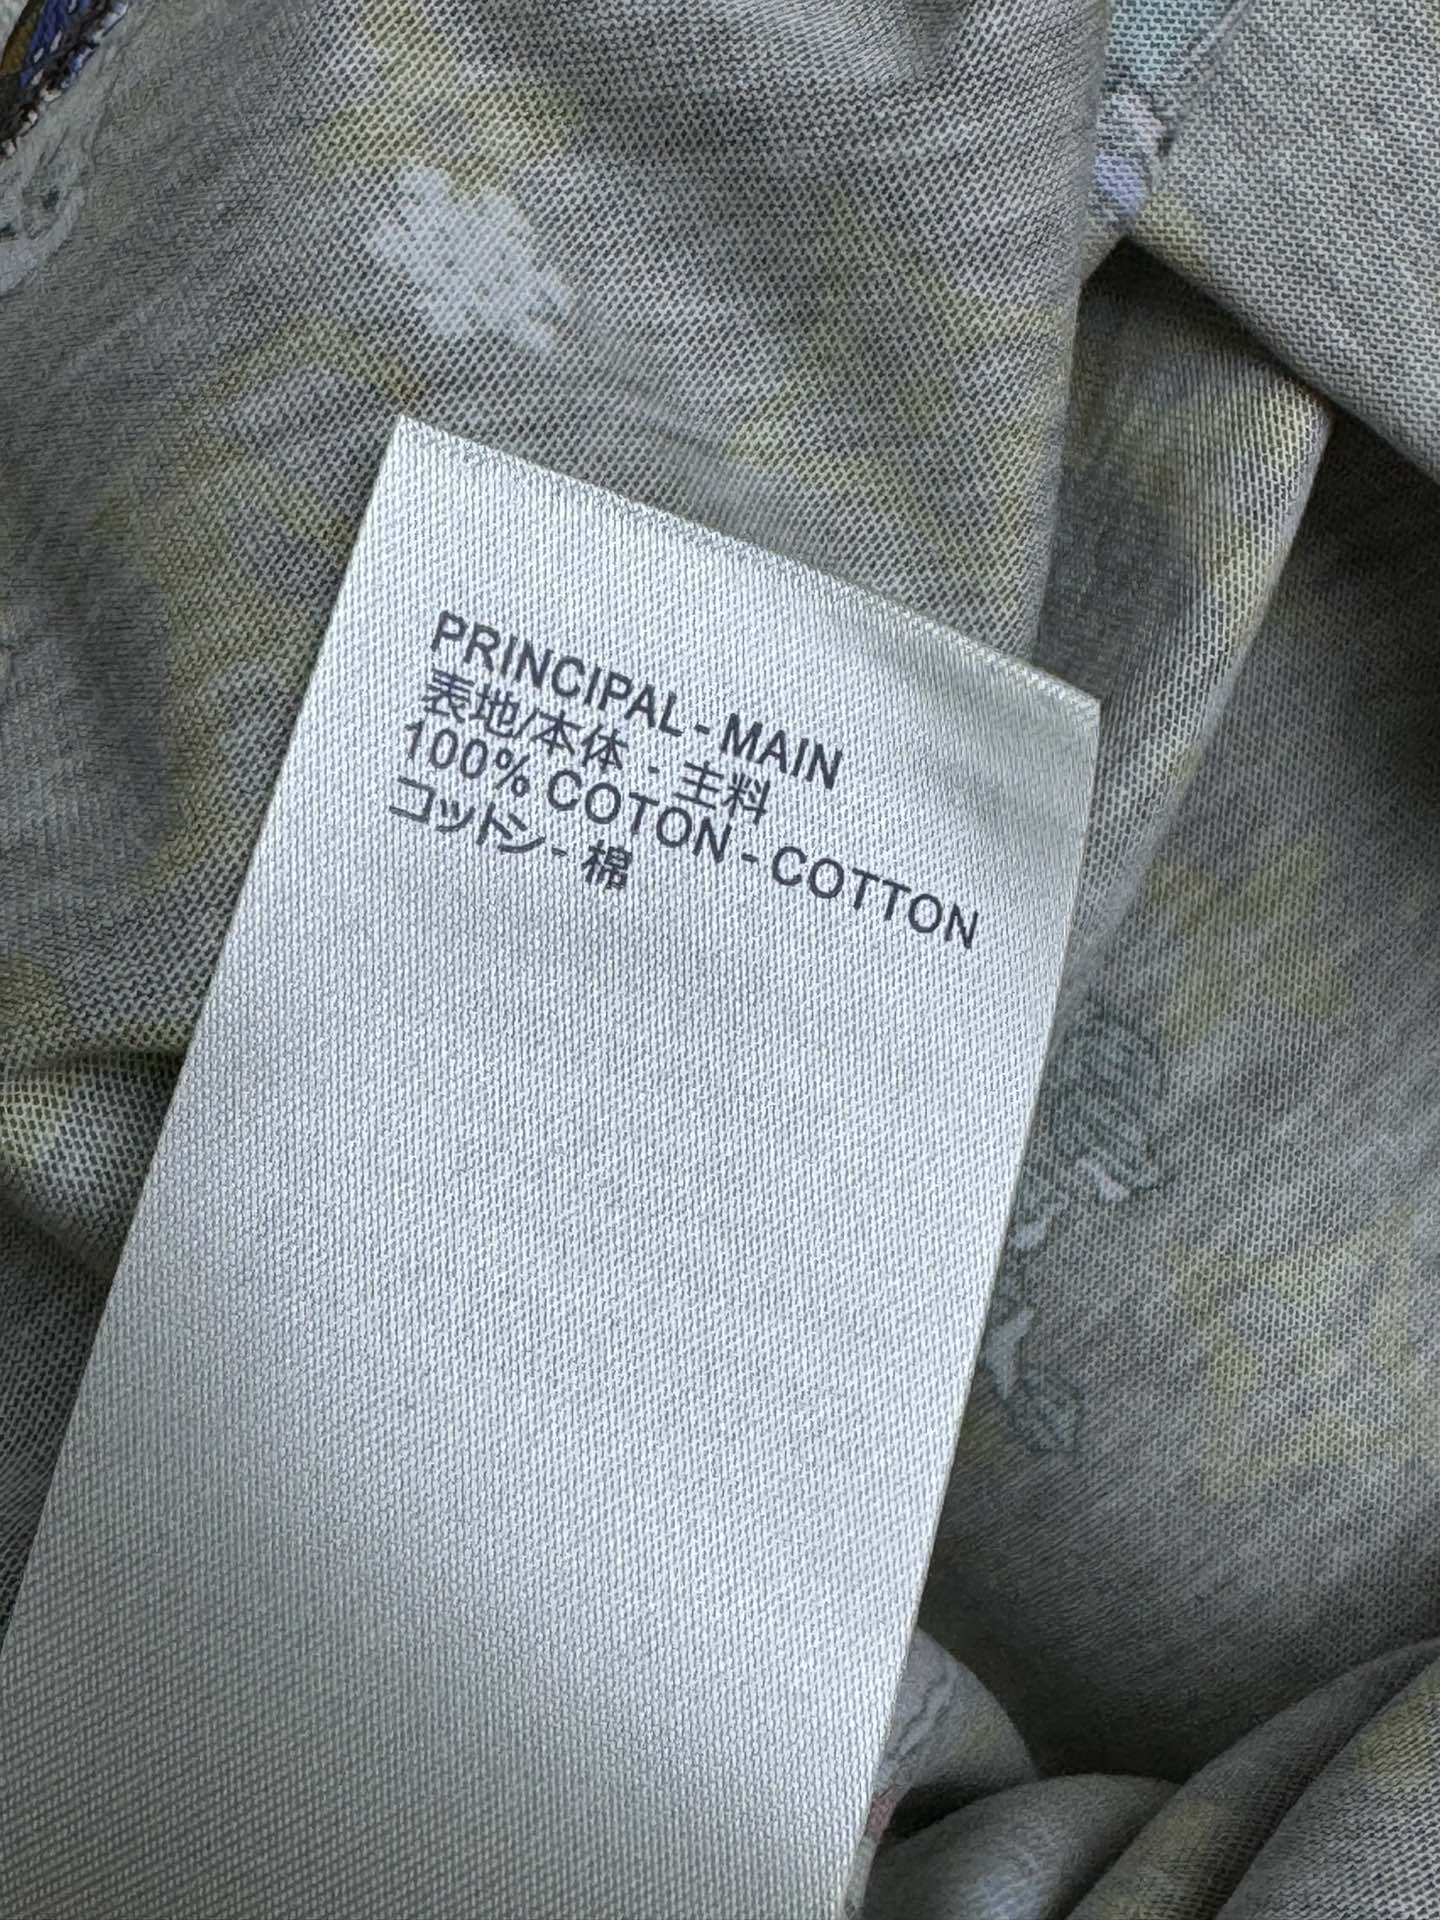 PRINCIPAL - MAIN
表地/本体 - 主料
100% COTON - COTTON
コットン - 棉